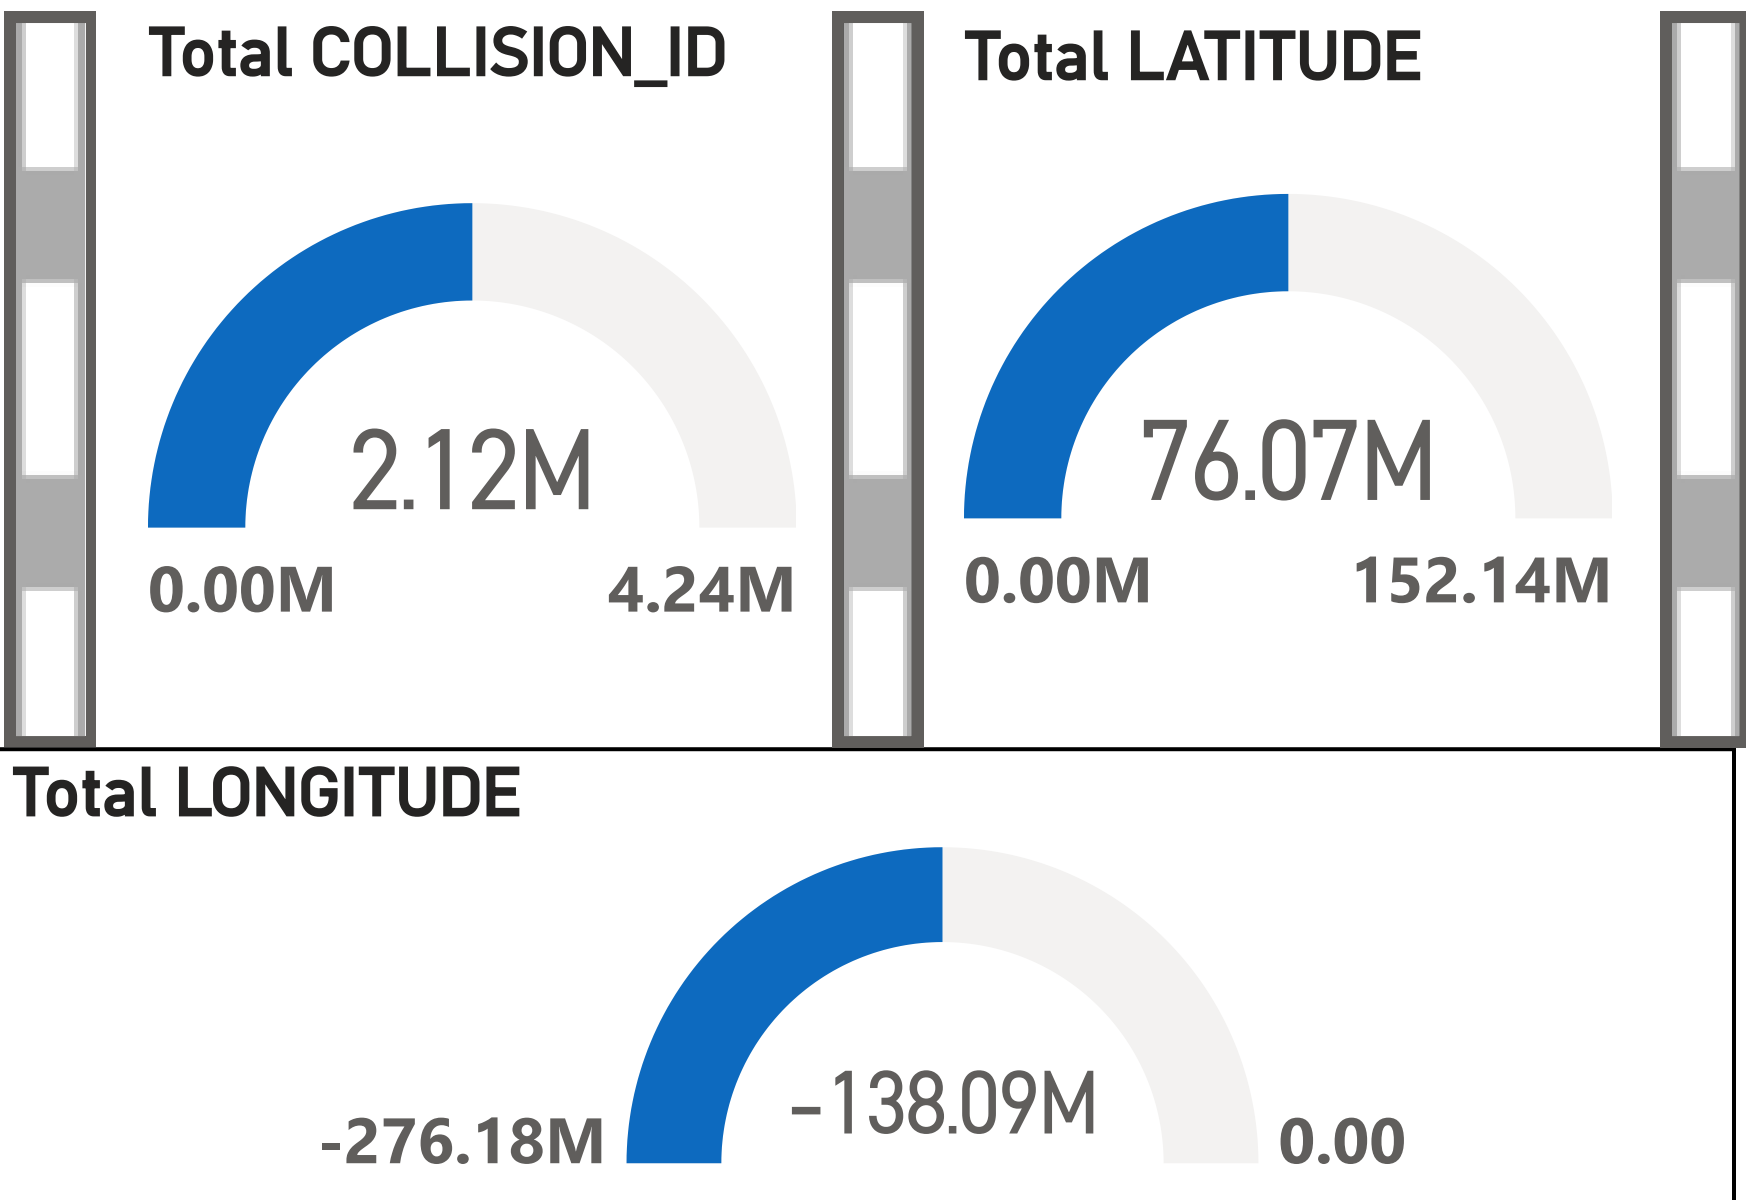 Total COLLISION_ID
2.12M
0.00M 4.24M
Total LATITUDE
76.07M
0.00M 152.14M
Total LONGITUDE
-138.09M
-276.18M 0.00